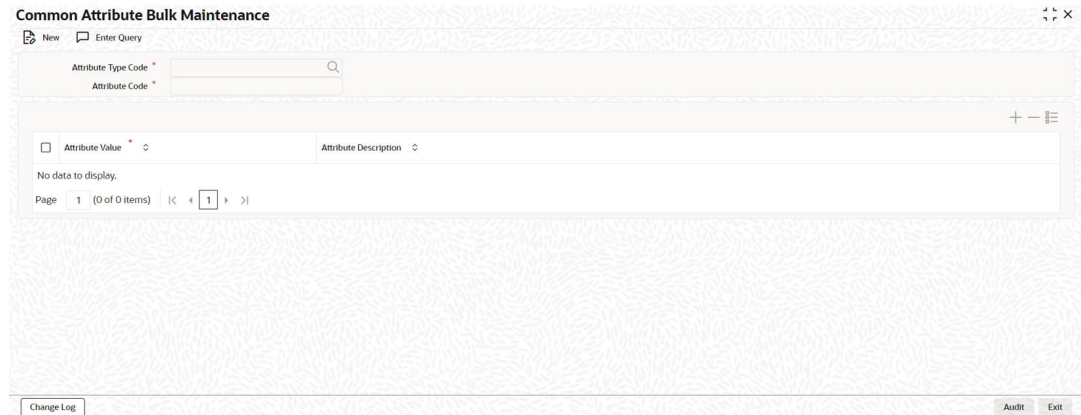 Common Attribute Bulk Maintenance
New Enter Query
Attribute Type Code *
Attribute Code *
Attribute Value * Attribute Description
No data to display.
Page 1 (0 of 0 items) 1
Change Log Audit Exit